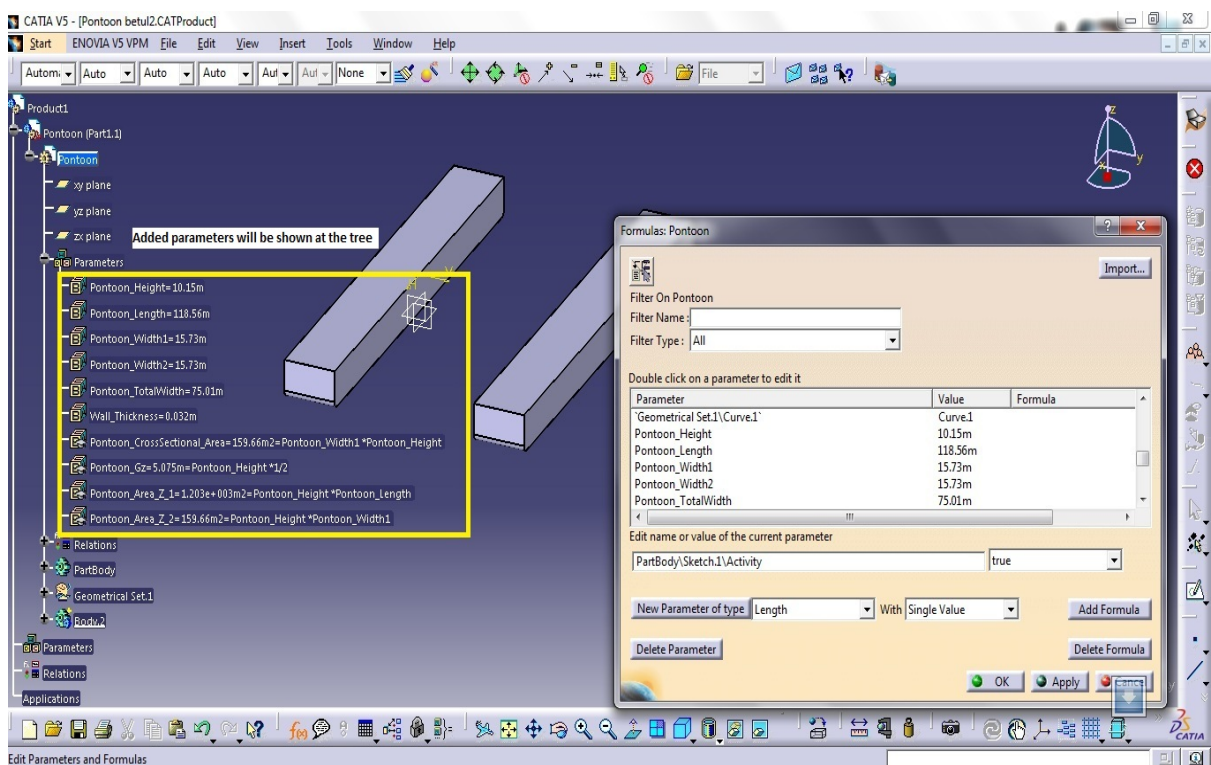 CATIA V5 - [Pontoon betul2.CATProduct]
Start ENOVIA V5 VPM File Edit View Insert Tools Window Help
Automa Auto Auto Auto Aut Aut None File
Product1
Pontoon (Part1.1)
Pontoon
xy plane
yz plane
zx plane
Added parameters will be shown at the tree
Parameters
Pontoon_Height=10.15m
Pontoon_Length=118.56m
Pontoon_Width1=15.73m
Pontoon_Width2=15.73m
Pontoon_TotalWidth=75.01m
Wall_Thickness=0.032m
Pontoon_CrossSectional_Area=159.66m2=Pontoon_Width1 *Pontoon_Height
Pontoon_Gz=5.075m=Pontoon_Height *1/2
Pontoon_Area_Z_1=1.203e+003m2=Pontoon_Height *Pontoon_Length
Pontoon_Area_Z_2=159.66m2=Pontoon_Height *Pontoon_Width1
Relations
PartBody
Geometrical Set.1
Body.2
Parameters
Relations
Applications
z
y
x
Formulas: Pontoon
Import...
Filter On Pontoon
Filter Name :
Filter Type : All
Double click on a parameter to edit it
Parameter Value Formula
`Geometrical Set.1\Curve.1` Curve.1
Pontoon_Height 10.15m
Pontoon_Length 118.56m
Pontoon_Width1 15.73m
Pontoon_Width2 15.73m
Pontoon_TotalWidth 75.01m
Edit name or value of the current parameter
PartBody\Sketch.1\Activity true
New Parameter of type Length With Single Value Add Formula
Delete Parameter Delete Formula
OK Apply Cancel
CATIA
Edit Parameters and Formulas